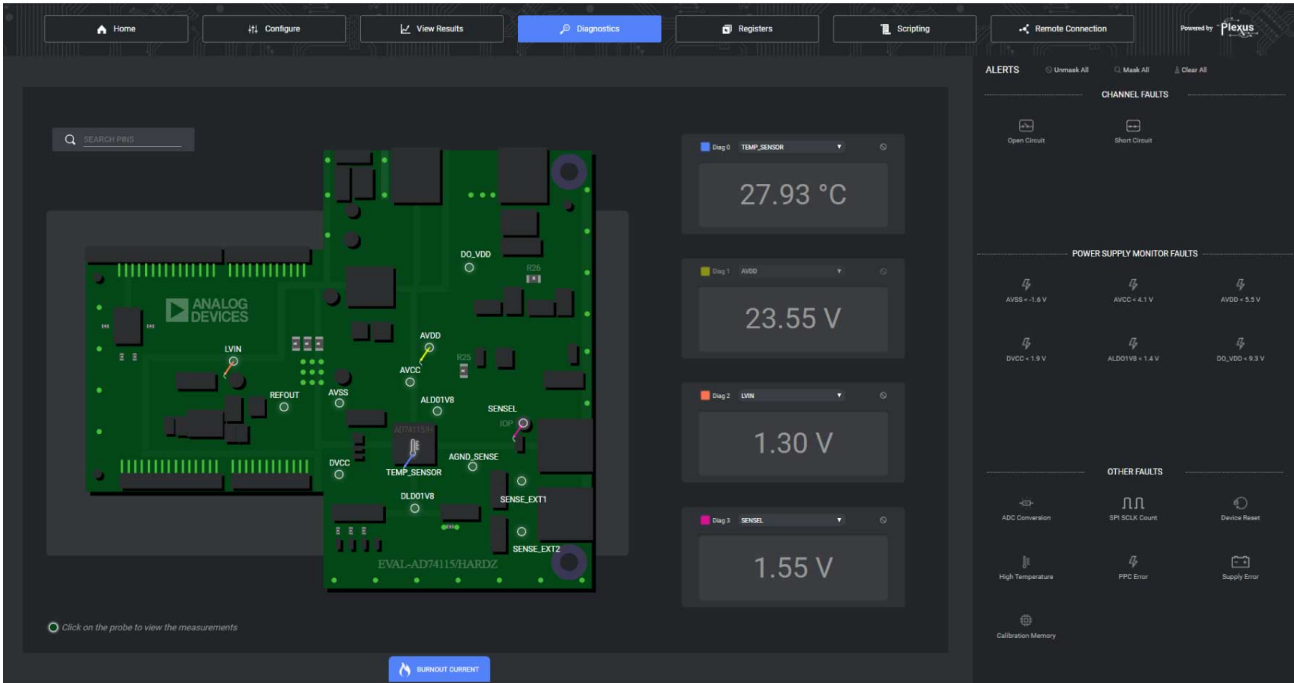 Home
Configure
View Results
Diagnostics
Registers
Scripting
Remote Connection
Powered by Plexus
ALERTS
Unmask All
Mask All
Clear All
CHANNEL FAULTS
Open Circuit
Short Circuit
POWER SUPPLY MONITOR FAULTS
AVSS < -1.6 V
AVCC < 4.1 V
AVDD < 5.5 V
DVCC < 1.9 V
ALDO1V8 < 1.4 V
DO_VDD < 9.3 V
OTHER FAULTS
ADC Conversion
SPI SCLK Count
Device Reset
High Temperature
PPC Error
Supply Error
Calibration Memory
SEARCH PINS
DO_VDD
R26
ANALOG
DEVICES
LVIN
AVDD
R25
AVCC
REFOUT
AVSS
ALDO1V8
SENSEL
IOP
AD74115/H
DVCC
AGND_SENSE
TEMP_SENSOR
DLDO1V8
SENSE_EXT1
SENSE_EXT2
EVAL-AD74115/HARDZ
Diag 0 TEMP_SENSOR
27.93 °C
Diag 1 AVDD
23.55 V
Diag 2 LVIN
1.30 V
Diag 3 SENSEL
1.55 V
Click on the probe to view the measurements
BURNOUT CURRENT